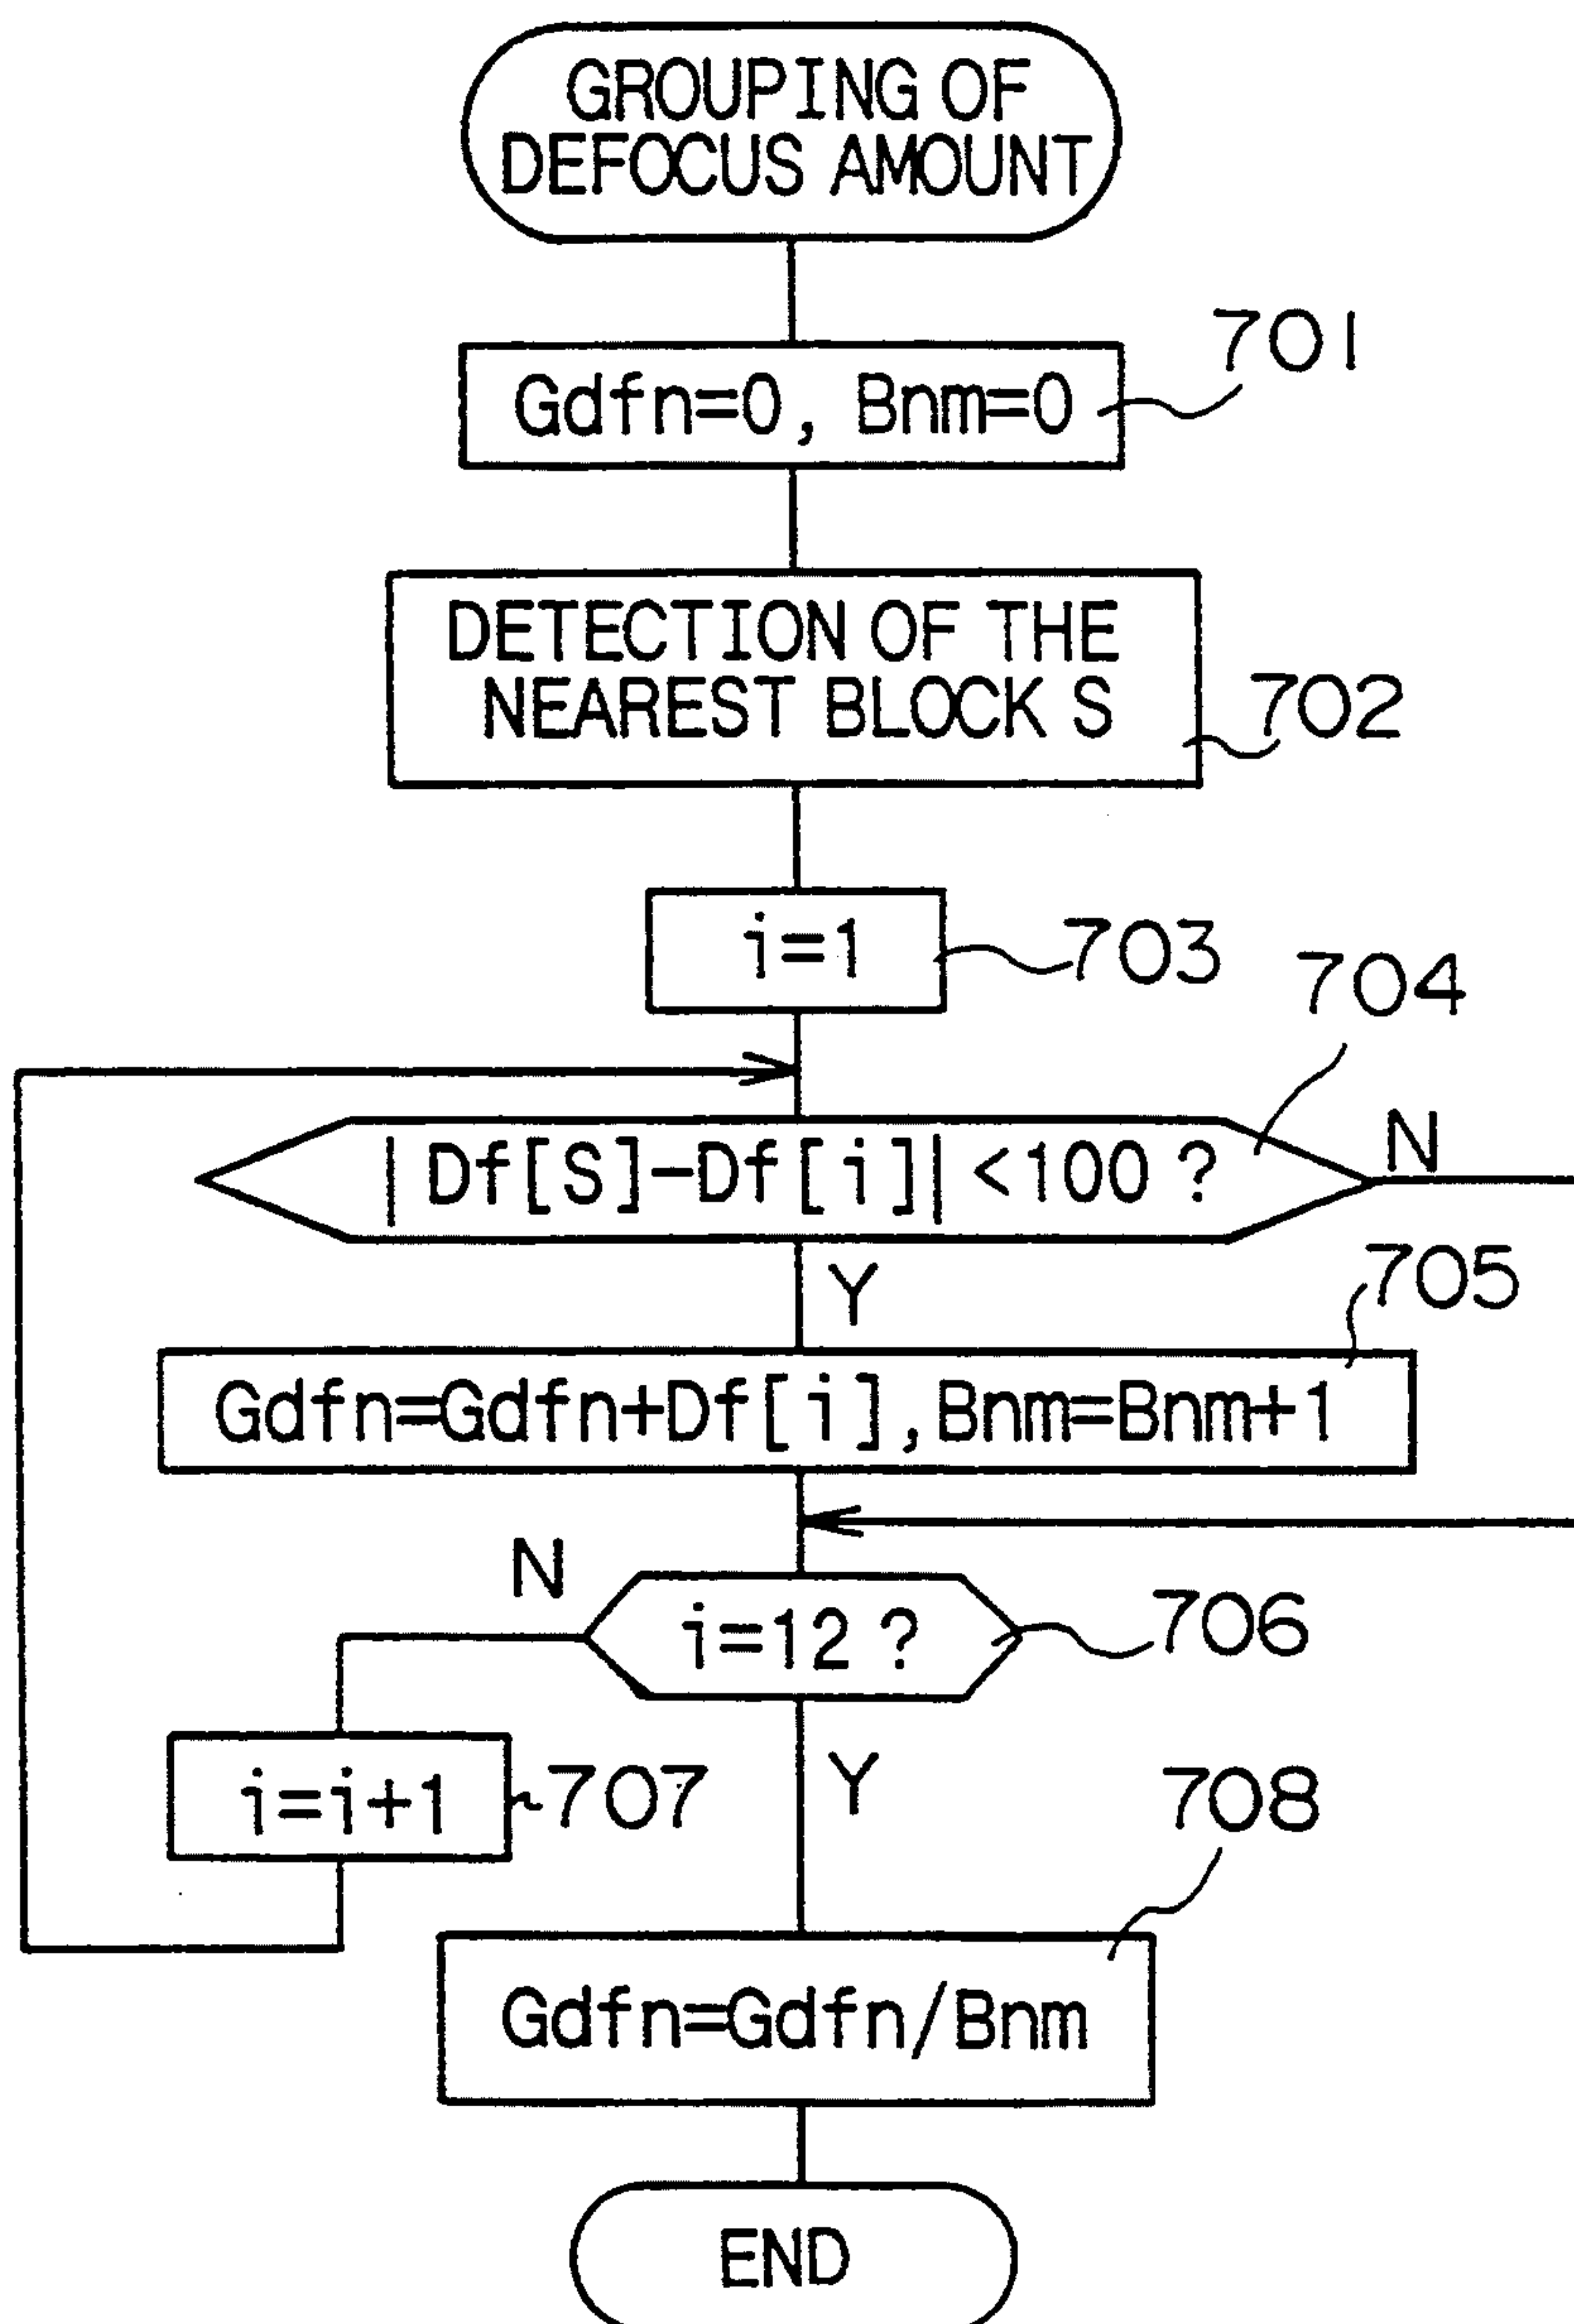 GROUPING OF
DEFOCUS AMOUNT
701
Gdfn=0, Bnm=0
DETECTION OF THE
NEAREST BLOCK S
702
i=1
703
704
|Df[S]-Df[i]|<100 ?
N
Y
705
Gdfn=Gdfn+Df[i],Bnm=Bnm+1
N
i=12 ?
706
i=i+1
707
Y
708
Gdfn=Gdfn/Bnm
END